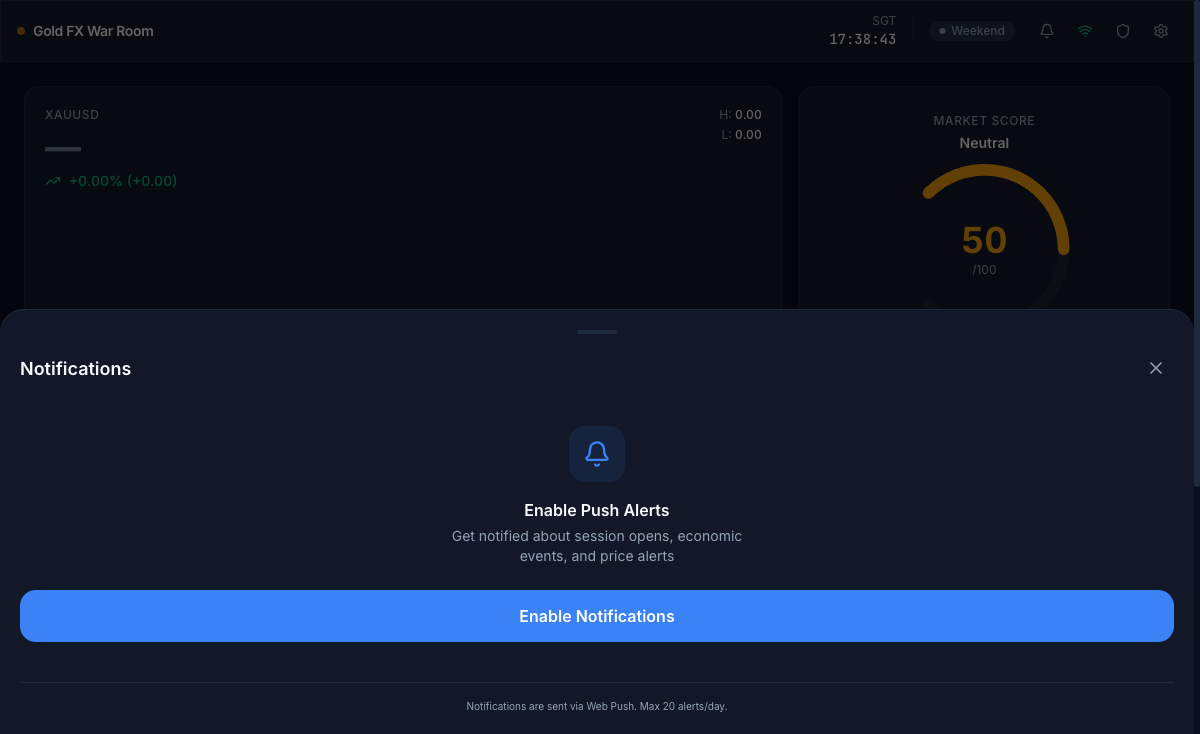 Gold FX War Room
SGT
17:38:43
Weekend
XAUUSD
H: 0.00
L: 0.00
+0.00% (+0.00)
MARKET SCORE
Neutral
50
/100
Notifications
Enable Push Alerts
Get notified about session opens, economic
events, and price alerts
Enable Notifications
Notifications are sent via Web Push. Max 20 alerts/day.